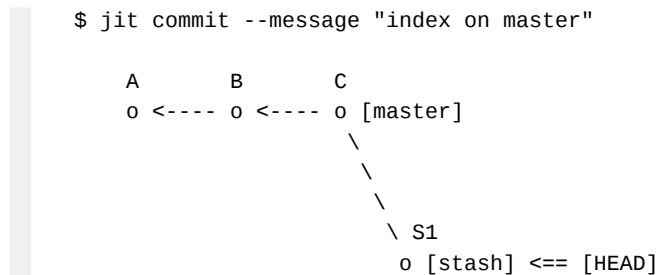 $ jit commit --message "index on master"
A B C
o <---- o <---- o [master]
\
\
\
\ S1
o [stash] <== [HEAD]